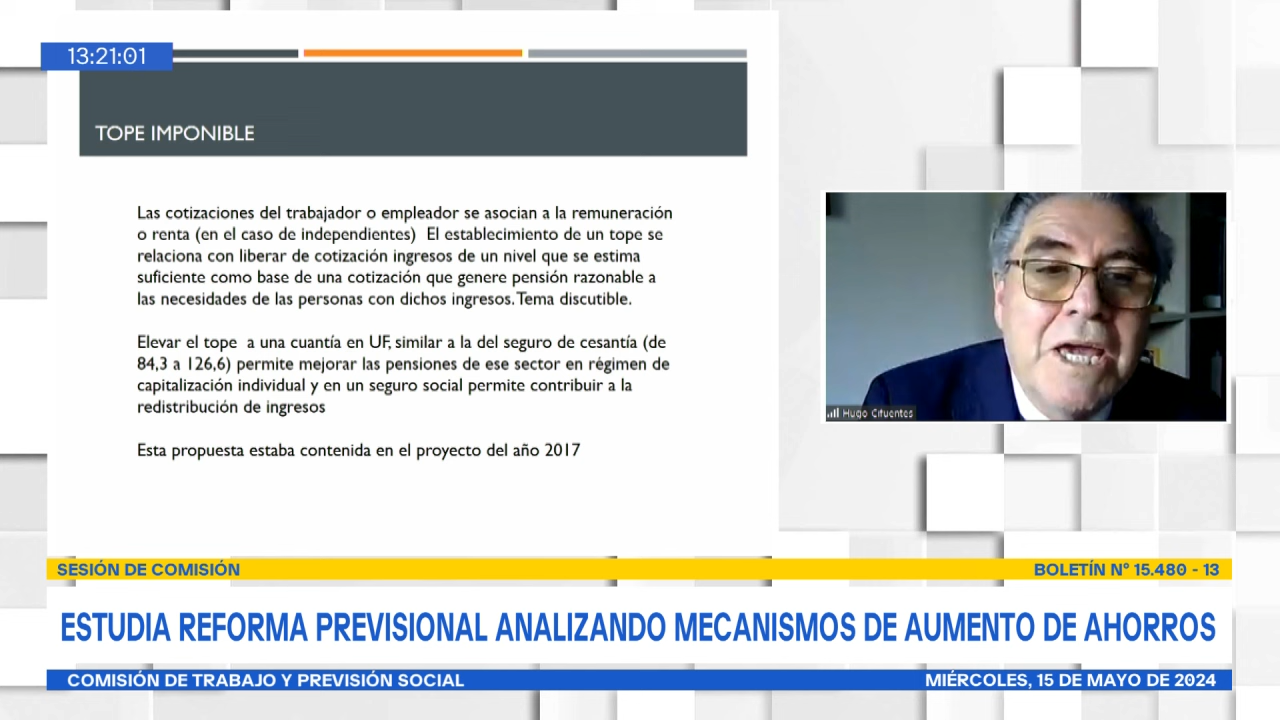 13:21:01
TOPE IMPONIBLE
Las cotizaciones del trabajador o empleador se asocian a la remuneración
o renta (en el caso de independientes) El establecimiento de un tope se
relaciona con liberar de cotización ingresos de un nivel que se estima
suficiente como base de una cotización que genere pensión razonable a
las necesidades de las personas con dichos ingresos. Tema discutible.
Elevar el tope a una cuantía en UF, similar a la del seguro de cesantía (de
84,3 a 126,6) permite mejorar las pensiones de ese sector en régimen de
capitalización individual y en un seguro social permite contribuir a la
redistribución de ingresos
Esta propuesta estaba contenida en el proyecto del año 2017
Hugo Cifuentes
SESIÓN DE COMISIÓN
BOLETÍN N° 15.480 - 13
ESTUDIA REFORMA PREVISIONAL ANALIZANDO MECANISMOS DE AUMENTO DE AHORROS
COMISIÓN DE TRABAJO Y PREVISIÓN SOCIAL
MIÉRCOLES, 15 DE MAYO DE 2024